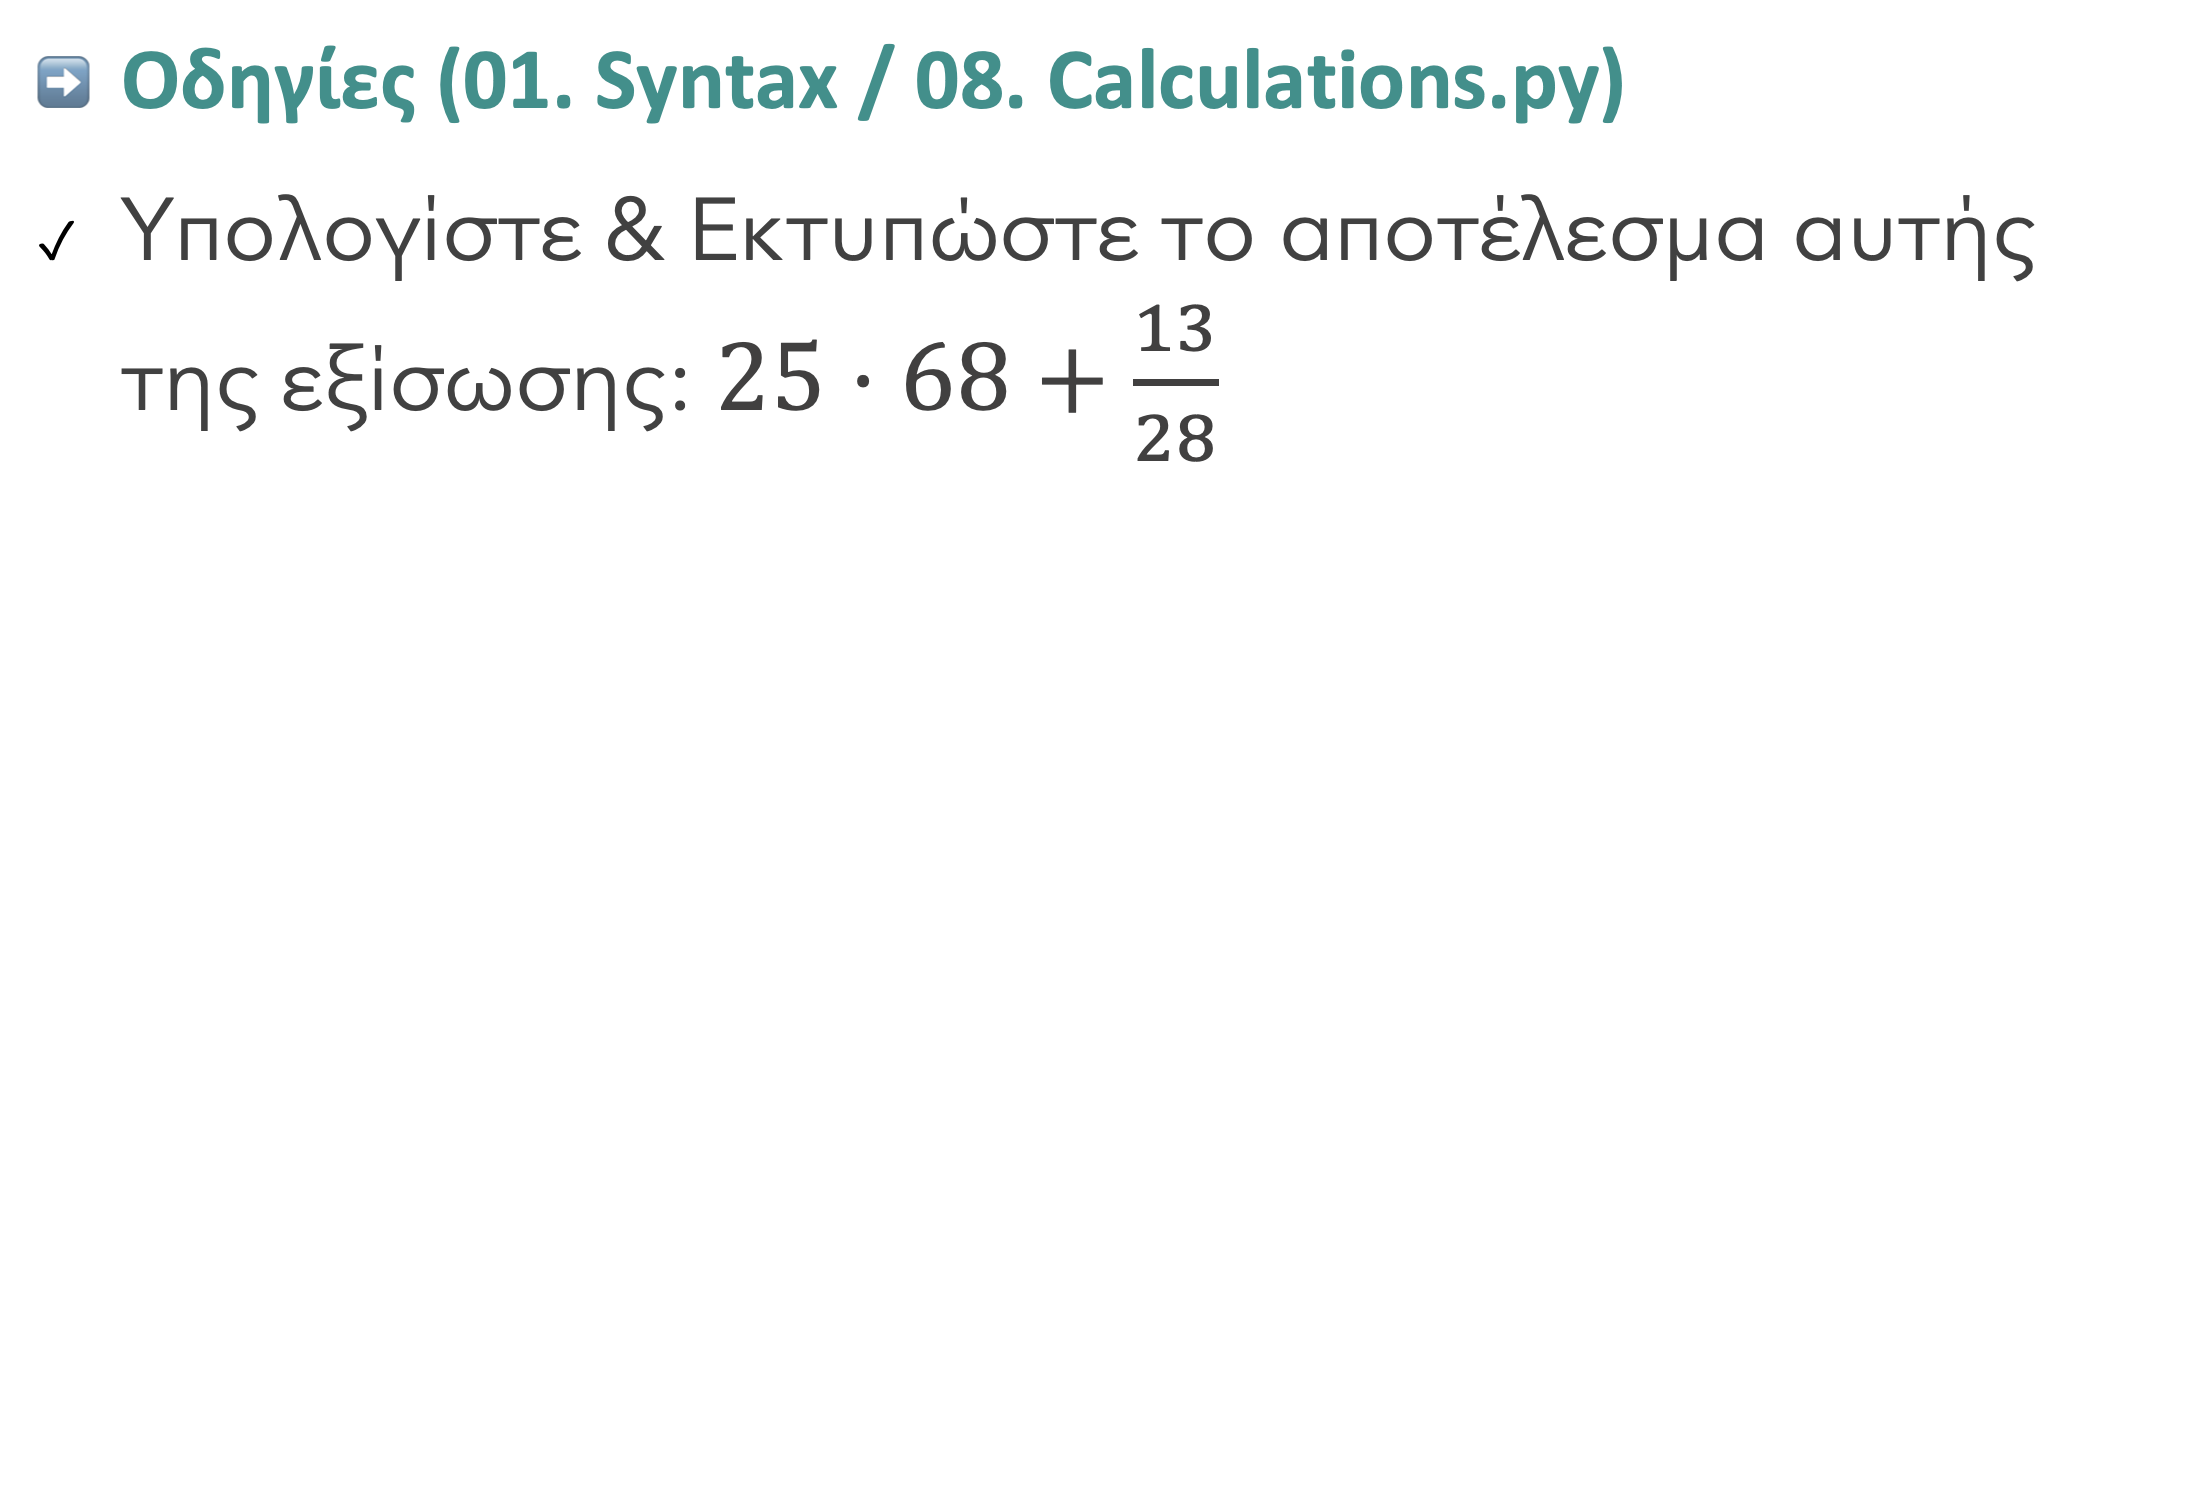 ➡ Οδηγίες (01. Syntax / 08. Calculations.py)
✓ Υπολογίστε & Εκτυπώστε το αποτέλεσμα αυτής
της εξίσωσης: 25 · 68 + 13/28